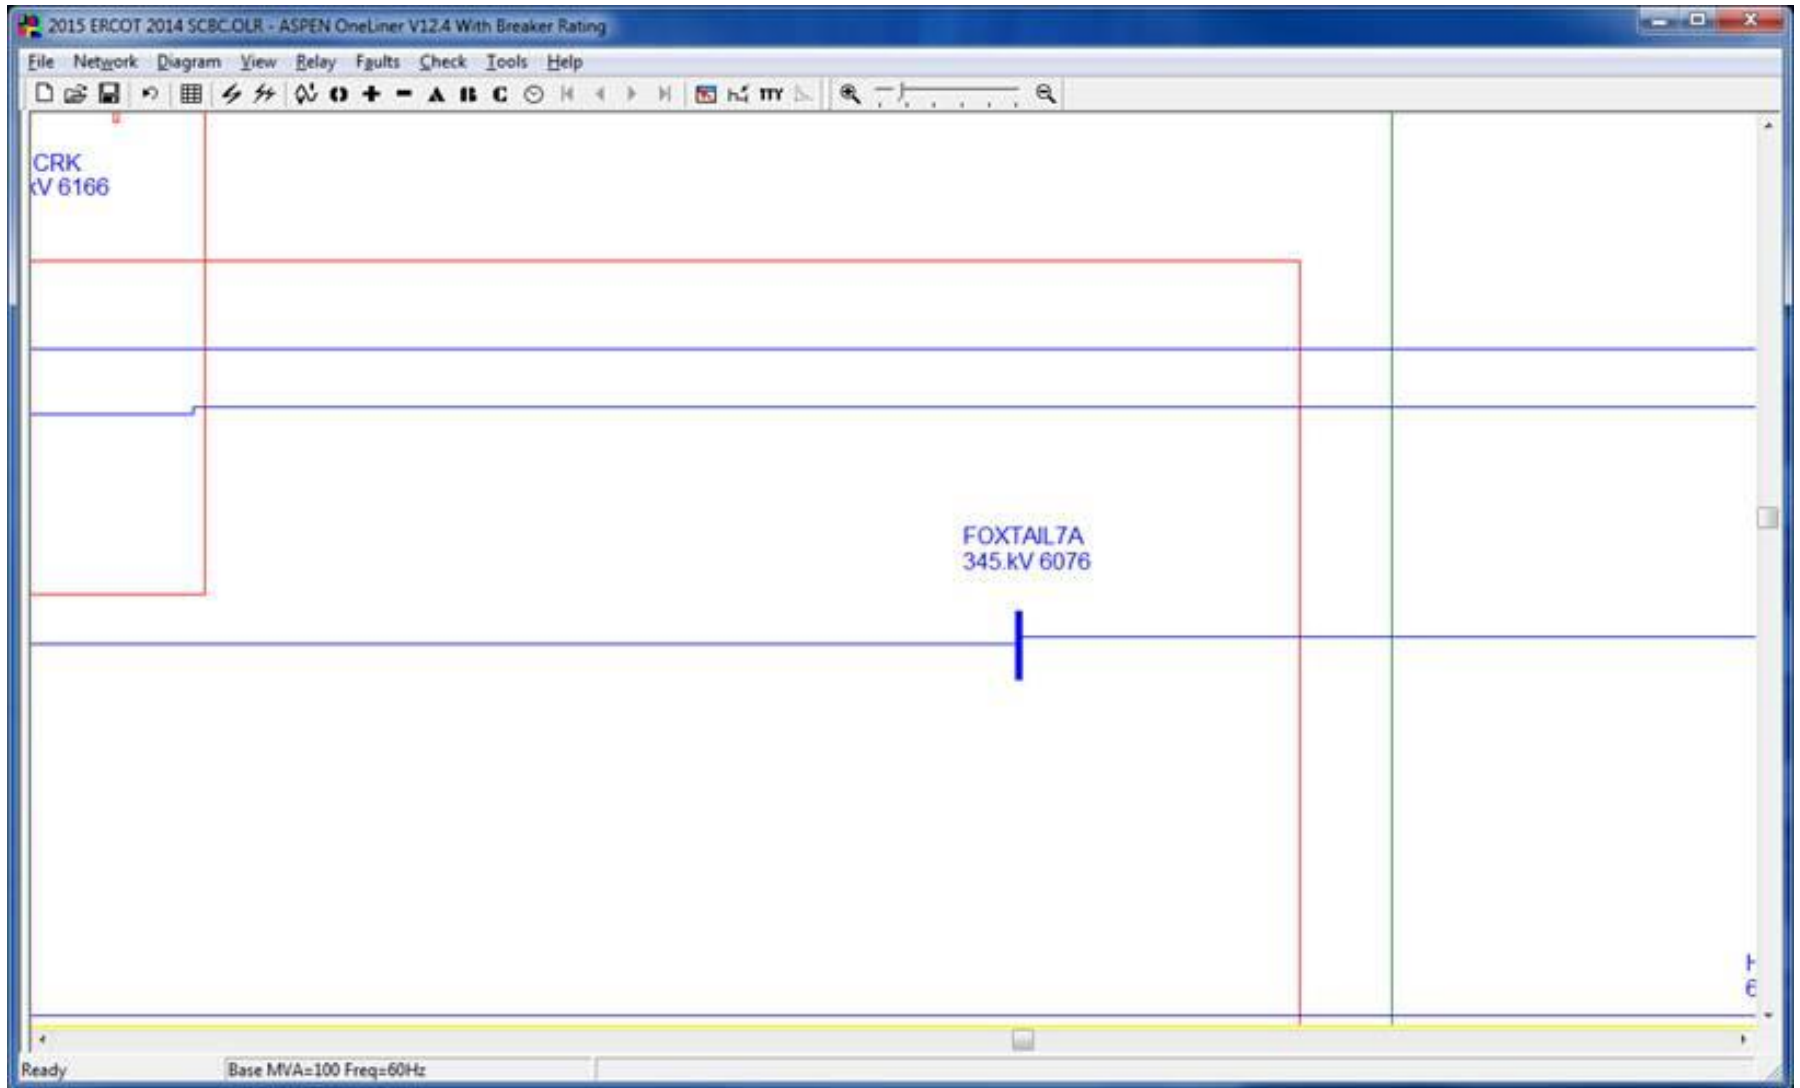 2015 ERCOT 2014 SCBC.OLR - ASPEN OneLiner V12.4 With Breaker Rating
File Network Diagram View Relay Faults Check Tools Help
A B C TTY
CRK
kV 6166
FOXTAIL7A
345.kV 6076
H
6
Ready Base MVA=100 Freq=60Hz